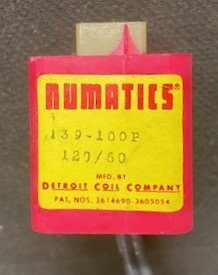 NUMATICS®
139-100P
120/60
MFD. BY
DETROIT COIL COMPANY
PAT. NOS. 3614690-3605054